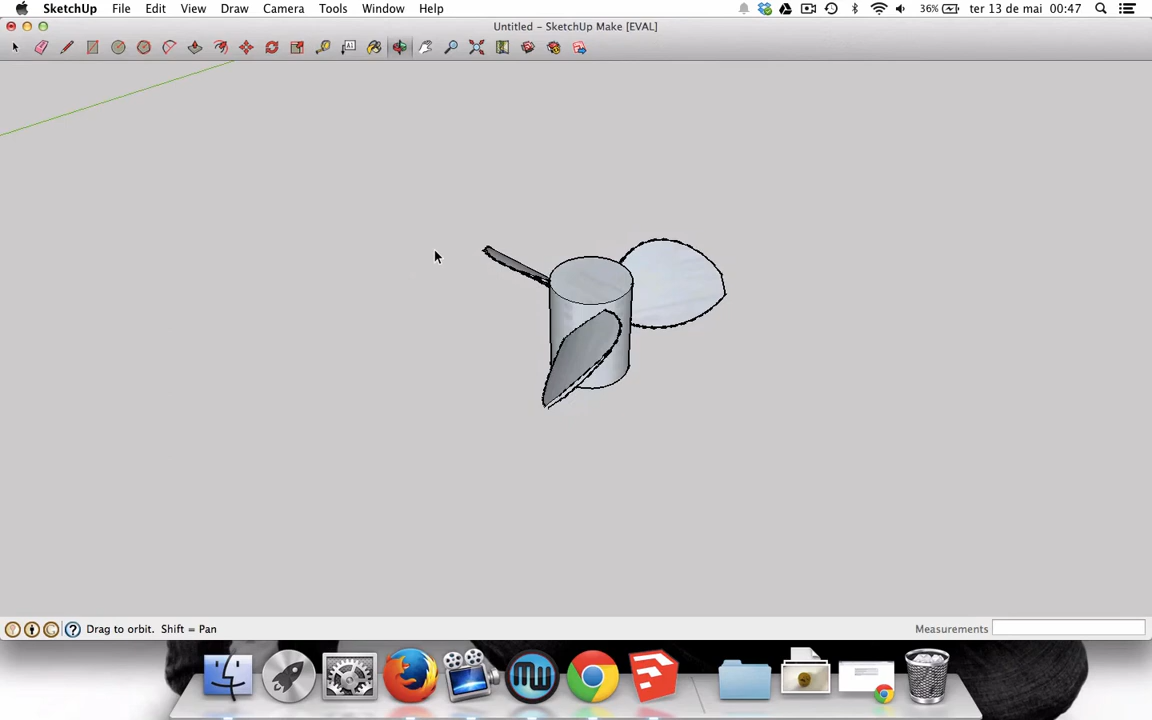 SketchUp File Edit View Draw Camera Tools Window Help 36% ter 13 de mai 00:47
Untitled – SketchUp Make [EVAL]
A1
Drag to orbit. Shift = Pan
Measurements